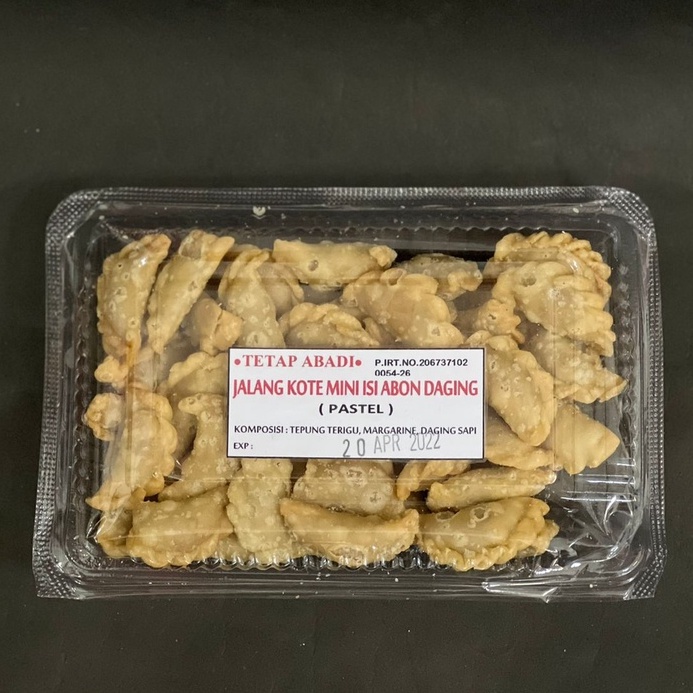 •TETAP ABADI• P.IRT.NO.206737102
0054-26
JALANG KOTE MINI ISI ABON DAGING
( PASTEL )
KOMPOSISI : TEPUNG TERIGU, MARGARINE, DAGING SAPI
EXP : 20 APR 2022